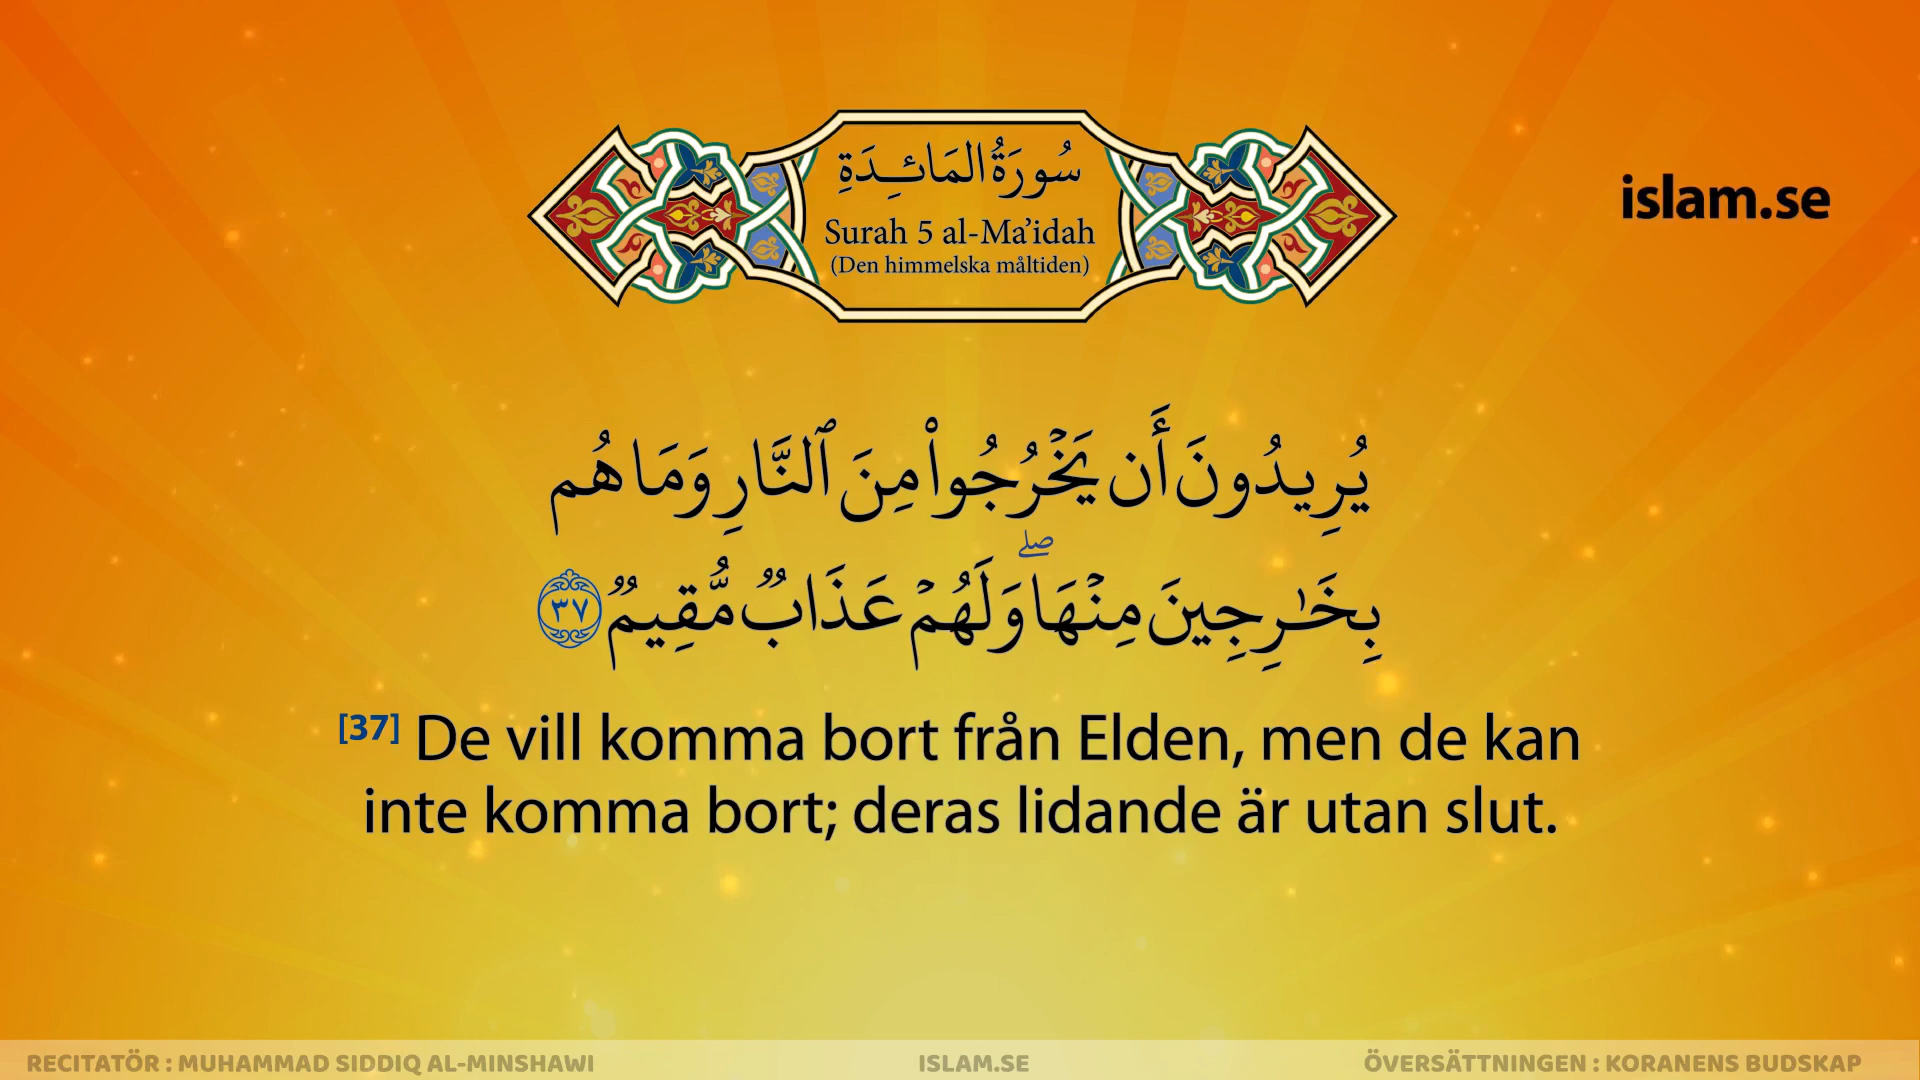 سُورَةُ المَائِدَةِ
Surah 5 al-Ma’idah
(Den himmelska måltiden)
islam.se
يُرِيدُونَ أَن يَخۡرُجُواْ مِنَ ٱلنَّارِ وَمَا هُم
بِخَٰرِجِينَ مِنۡهَاۖ وَلَهُمۡ عَذَابٞ مُّقِيمٞ ٣٧
[37] De vill komma bort från Elden, men de kan
inte komma bort; deras lidande är utan slut.
RECITATÖR : MUHAMMAD SIDDIQ AL-MINSHAWI
ISLAM.SE
ÖVERSÄTTNINGEN : KORANENS BUDSKAP